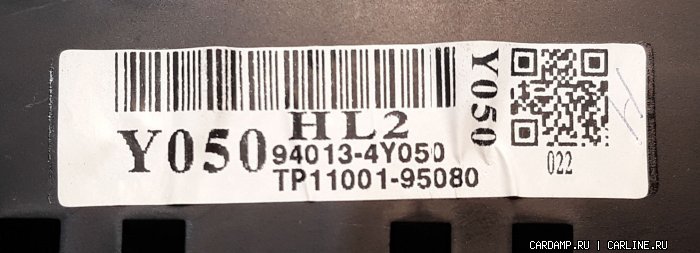 Y050
HL2
94013-4Y050
TP11001-95080
Y050
022
CARDAMP.RU | CARLINE.RU